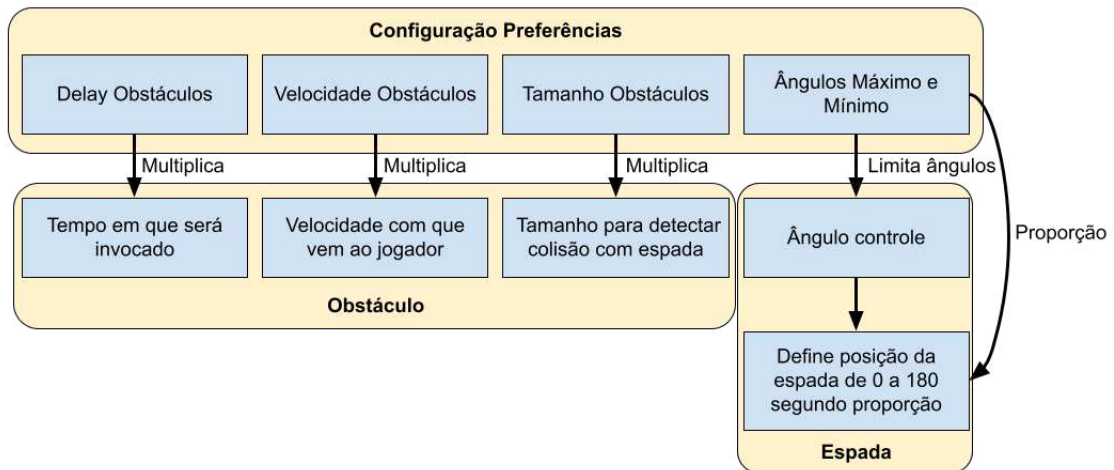 Configuração Preferências
Delay Obstáculos
Velocidade Obstáculos
Tamanho Obstáculos
Ângulos Máximo e
Mínimo
Multiplica
Multiplica
Multiplica
Limita ângulos
Proporção
Tempo em que será
invocado
Velocidade com que
vem ao jogador
Tamanho para detectar
colisão com espada
Ângulo controle
Obstáculo
Define posição da
espada de 0 a 180
segundo proporção
Espada